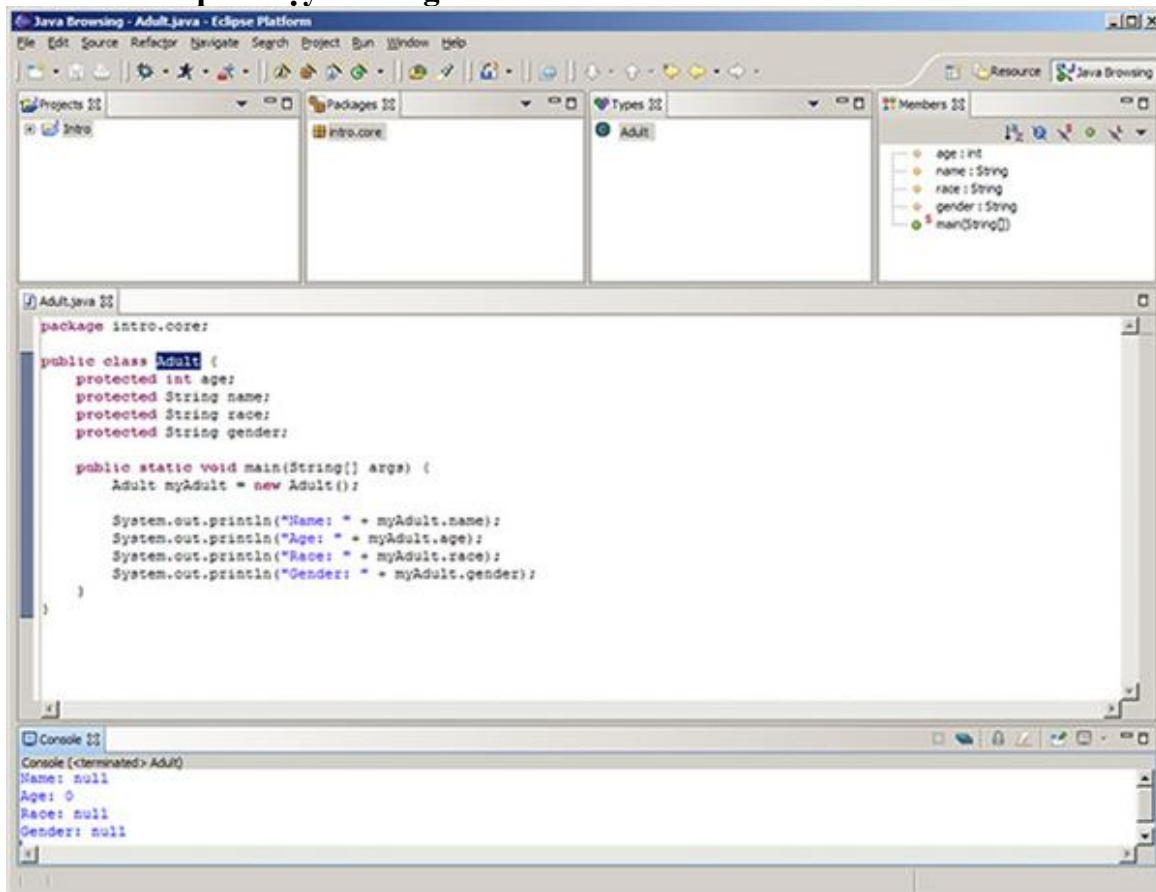 Java Browsing - Adult.java - Eclipse Platform
File Edit Source Refactor Navigate Search Project Run Window Help
Resource Java Browsing
Projects
Packages
Types
Members
Intro
intro.core
Adult
age : int
name : String
race : String
gender : String
main(String[])
Adult.java
package intro.core;
public class Adult {
protected int age;
protected String name;
protected String race;
protected String gender;
public static void main(String[] args) {
Adult myAdult = new Adult();
System.out.println("Name: " + myAdult.name);
System.out.println("Age: " + myAdult.age);
System.out.println("Race: " + myAdult.race);
System.out.println("Gender: " + myAdult.gender);
}
}
Console
Console (<terminated> Adult)
Name: null
Age: 0
Race: null
Gender: null